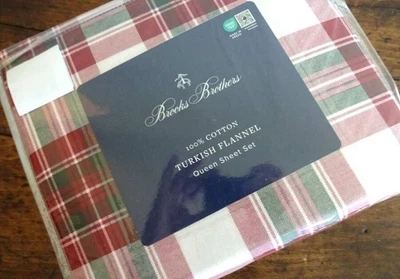 Brooks Brothers
100% COTTON
TURKISH FLANNEL
Queen Sheet Set